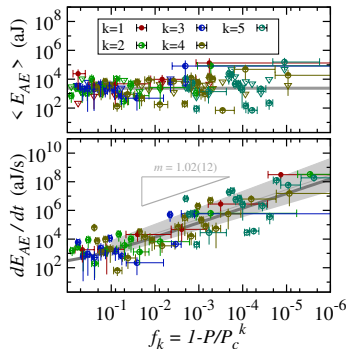 10^8
10^6
10^4
10^2
< E_AE > (aJ)
k=1 k=3 k=5
k=2 k=4
10^10
10^8
10^6
10^4
10^2
dE_AE / dt (aJ/s)
m = 1.02(12)
10^-1 10^-2 10^-3 10^-4 10^-5 10^-6
f_k = 1-P/P_c^k